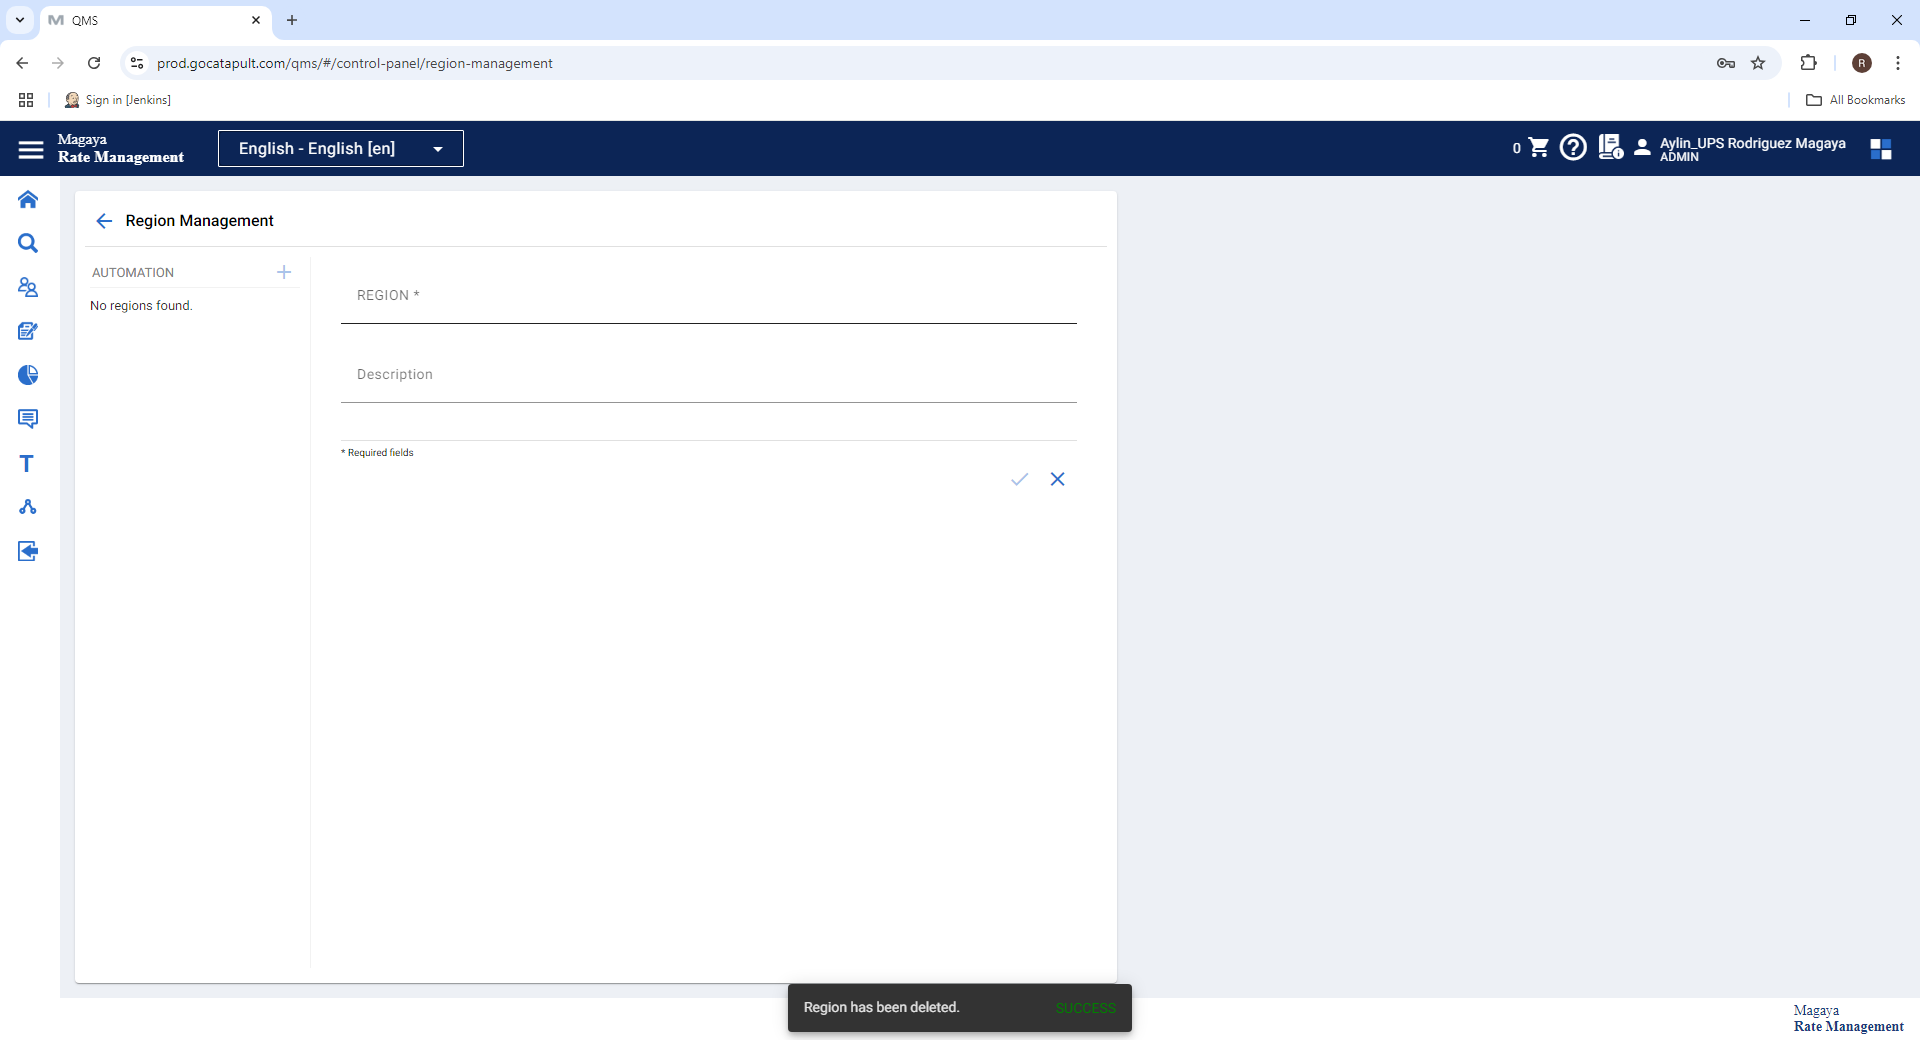 QMS
prod.gocatapult.com/qms/#/control-panel/region-management
R
Sign in [Jenkins]
All Bookmarks
Magaya
Rate Management
English - English [en]
0
Aylin_UPS Rodriguez Magaya
ADMIN
Region Management
AUTOMATION
No regions found.
REGION *
Description
* Required fields
Region has been deleted.
SUCCESS
Magaya
Rate Management